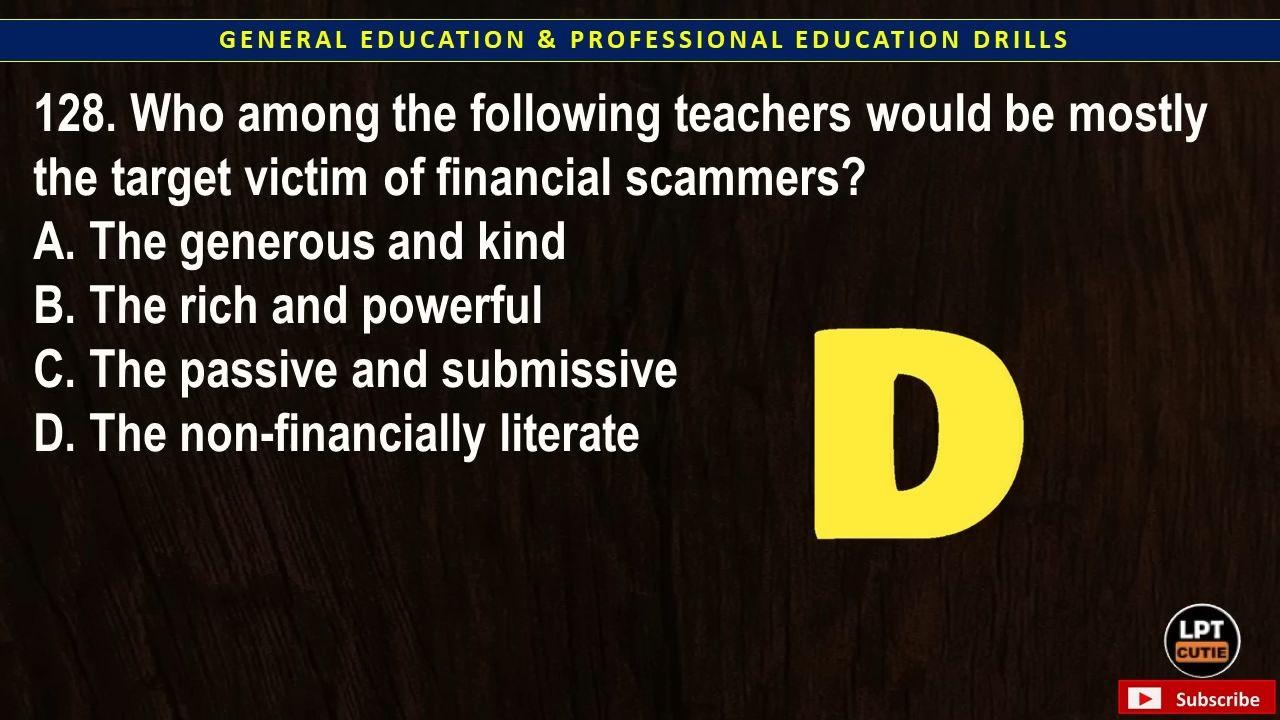 GENERAL EDUCATION & PROFESSIONAL EDUCATION DRILLS
128. Who among the following teachers would be mostly
the target victim of financial scammers?
A. The generous and kind
B. The rich and powerful
C. The passive and submissive
D. The non-financially literate
D
LPT
CUTIE
Subscribe